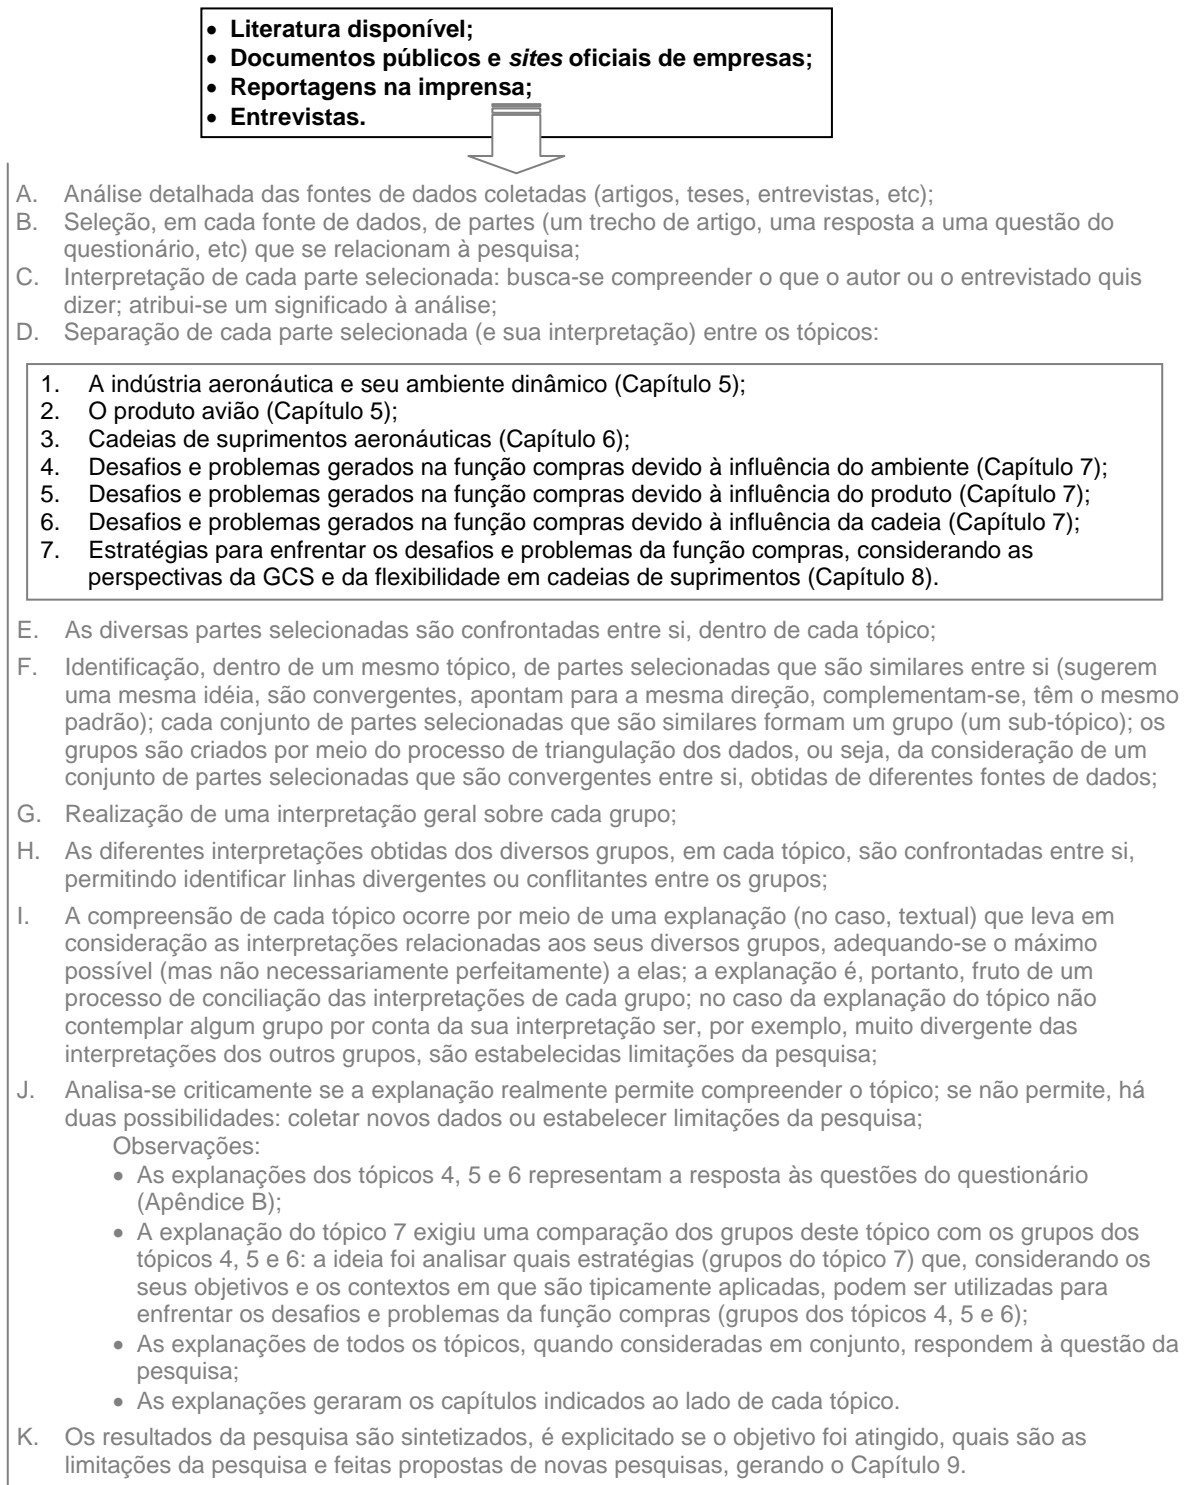 • Literatura disponível;
• Documentos públicos e sites oficiais de empresas;
• Reportagens na imprensa;
• Entrevistas.
A. Análise detalhada das fontes de dados coletadas (artigos, teses, entrevistas, etc);
B. Seleção, em cada fonte de dados, de partes (um trecho de artigo, uma resposta a uma questão do
questionário, etc) que se relacionam à pesquisa;
C. Interpretação de cada parte selecionada: busca-se compreender o que o autor ou o entrevistado quis
dizer; atribui-se um significado à análise;
D. Separação de cada parte selecionada (e sua interpretação) entre os tópicos:
1. A indústria aeronáutica e seu ambiente dinâmico (Capítulo 5);
2. O produto avião (Capítulo 5);
3. Cadeias de suprimentos aeronáuticas (Capítulo 6);
4. Desafios e problemas gerados na função compras devido à influência do ambiente (Capítulo 7);
5. Desafios e problemas gerados na função compras devido à influência do produto (Capítulo 7);
6. Desafios e problemas gerados na função compras devido à influência da cadeia (Capítulo 7);
7. Estratégias para enfrentar os desafios e problemas da função compras, considerando as
perspectivas da GCS e da flexibilidade em cadeias de suprimentos (Capítulo 8).
E. As diversas partes selecionadas são confrontadas entre si, dentro de cada tópico;
F. Identificação, dentro de um mesmo tópico, de partes selecionadas que são similares entre si (sugerem
uma mesma idéia, são convergentes, apontam para a mesma direção, complementam-se, têm o mesmo
padrão); cada conjunto de partes selecionadas que são similares formam um grupo (um sub-tópico); os
grupos são criados por meio do processo de triangulação dos dados, ou seja, da consideração de um
conjunto de partes selecionadas que são convergentes entre si, obtidas de diferentes fontes de dados;
G. Realização de uma interpretação geral sobre cada grupo;
H. As diferentes interpretações obtidas dos diversos grupos, em cada tópico, são confrontadas entre si,
permitindo identificar linhas divergentes ou conflitantes entre os grupos;
I. A compreensão de cada tópico ocorre por meio de uma explanação (no caso, textual) que leva em
consideração as interpretações relacionadas aos seus diversos grupos, adequando-se o máximo
possível (mas não necessariamente perfeitamente) a elas; a explanação é, portanto, fruto de um
processo de conciliação das interpretações de cada grupo; no caso da explanação do tópico não
contemplar algum grupo por conta da sua interpretação ser, por exemplo, muito divergente das
interpretações dos outros grupos, são estabelecidas limitações da pesquisa;
J. Analisa-se criticamente se a explanação realmente permite compreender o tópico; se não permite, há
duas possibilidades: coletar novos dados ou estabelecer limitações da pesquisa;
Observações:
• As explanações dos tópicos 4, 5 e 6 representam a resposta às questões do questionário
(Apêndice B);
• A explanação do tópico 7 exigiu uma comparação dos grupos deste tópico com os grupos dos
tópicos 4, 5 e 6: a ideia foi analisar quais estratégias (grupos do tópico 7) que, considerando os
seus objetivos e os contextos em que são tipicamente aplicadas, podem ser utilizadas para
enfrentar os desafios e problemas da função compras (grupos dos tópicos 4, 5 e 6);
• As explanações de todos os tópicos, quando consideradas em conjunto, respondem à questão da
pesquisa;
• As explanações geraram os capítulos indicados ao lado de cada tópico.
K. Os resultados da pesquisa são sintetizados, é explicitado se o objetivo foi atingido, quais são as
limitações da pesquisa e feitas propostas de novas pesquisas, gerando o Capítulo 9.